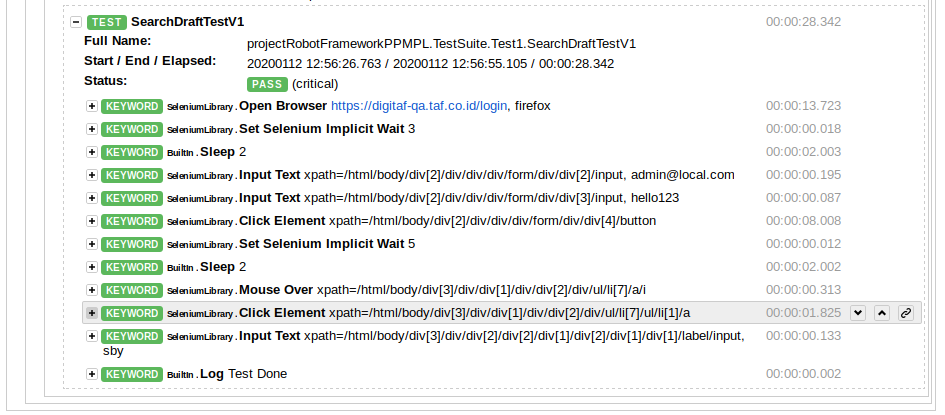 TEST SearchDraftTestV1 00:00:28.342
Full Name: projectRobotFrameworkPPMPL.TestSuite.Test1.SearchDraftTestV1
Start / End / Elapsed: 20200112 12:56:26.763 / 20200112 12:56:55.105 / 00:00:28.342
Status: PASS (critical)
KEYWORD SeleniumLibrary. Open Browser https://digitaf-qa.taf.co.id/login, firefox 00:00:13.723
KEYWORD SeleniumLibrary. Set Selenium Implicit Wait 3 00:00:00.018
KEYWORD BuiltIn. Sleep 2 00:00:02.003
KEYWORD SeleniumLibrary. Input Text xpath=/html/body/div[2]/div/div/div/form/div/div[2]/input, admin@local.com 00:00:00.195
KEYWORD SeleniumLibrary. Input Text xpath=/html/body/div[2]/div/div/div/form/div/div[3]/input, hello123 00:00:00.087
KEYWORD SeleniumLibrary. Click Element xpath=/html/body/div[2]/div/div/div/form/div/div[4]/button 00:00:08.008
KEYWORD SeleniumLibrary. Set Selenium Implicit Wait 5 00:00:00.012
KEYWORD BuiltIn. Sleep 2 00:00:02.002
KEYWORD SeleniumLibrary. Mouse Over xpath=/html/body/div[3]/div/div[1]/div/div[2]/div/ul/li[7]/a/i 00:00:00.313
KEYWORD SeleniumLibrary. Click Element xpath=/html/body/div[3]/div/div[1]/div/div[2]/div/ul/li[7]/ul/li[1]/a 00:00:01.825
KEYWORD SeleniumLibrary. Input Text xpath=/html/body/div[3]/div/div[2]/div[2]/div[1]/div[2]/div[1]/div[1]/label/input, 00:00:00.133
sby
KEYWORD BuiltIn. Log Test Done 00:00:00.002